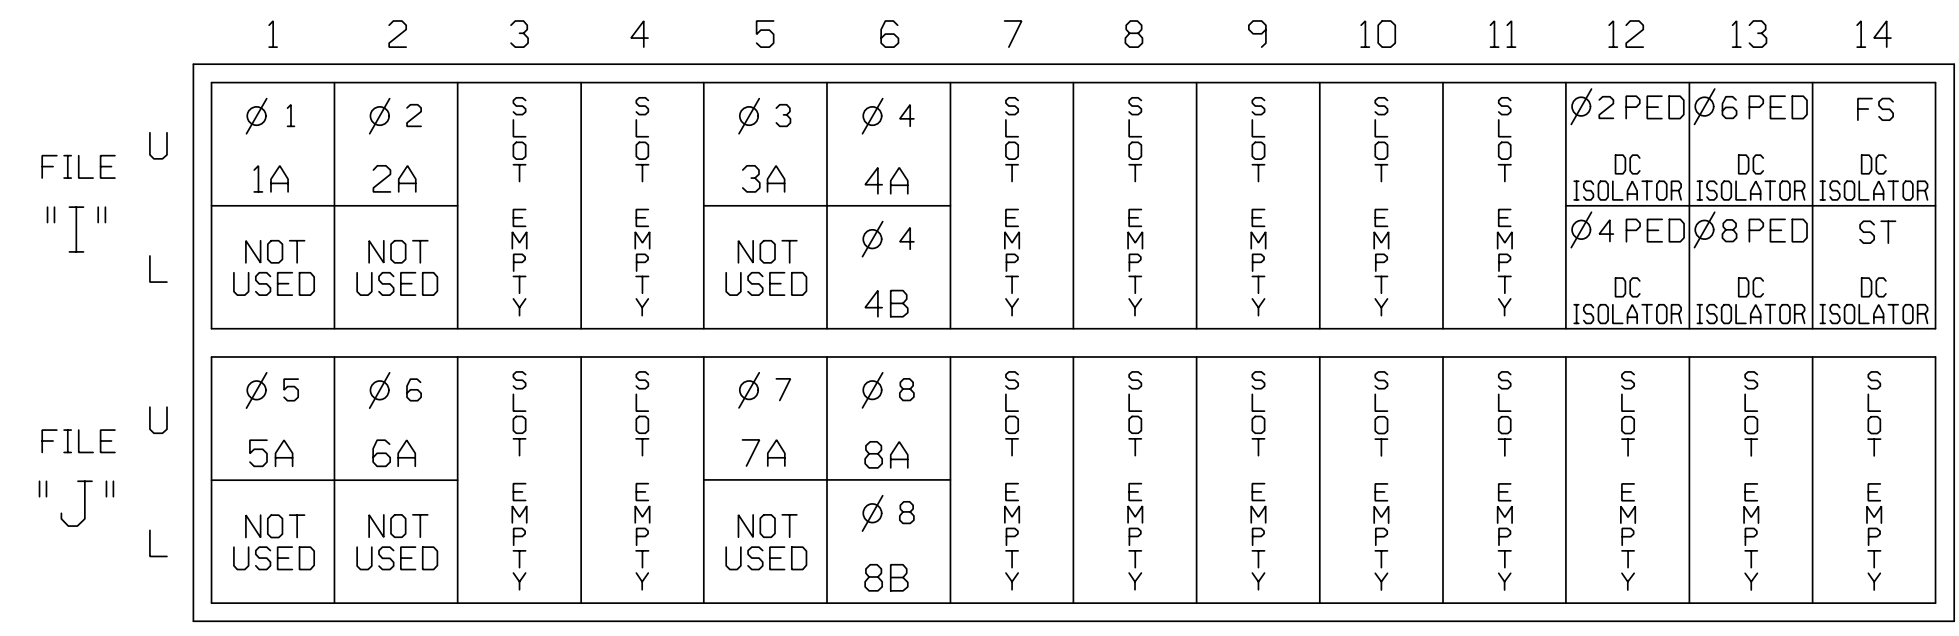 1 2 3 4 5 6 7 8 9 10 11 12 13 14
FILE
"I"
U
L
Ø 1
1A
NOT
USED
Ø 2
2A
NOT
USED
SLOT EMPTY
SLOT EMPTY
Ø 3
3A
NOT
USED
Ø 4
4A
Ø 4
4B
SLOT EMPTY
SLOT EMPTY
SLOT EMPTY
SLOT EMPTY
SLOT EMPTY
Ø2 PED
DC
ISOLATOR
Ø4 PED
DC
ISOLATOR
Ø6 PED
DC
ISOLATOR
Ø8 PED
DC
ISOLATOR
FS
DC
ISOLATOR
ST
DC
ISOLATOR
FILE
"J"
U
L
Ø 5
5A
NOT
USED
Ø 6
6A
NOT
USED
SLOT EMPTY
SLOT EMPTY
Ø 7
7A
NOT
USED
Ø 8
8A
Ø 8
8B
SLOT EMPTY
SLOT EMPTY
SLOT EMPTY
SLOT EMPTY
SLOT EMPTY
SLOT EMPTY
SLOT EMPTY
SLOT EMPTY